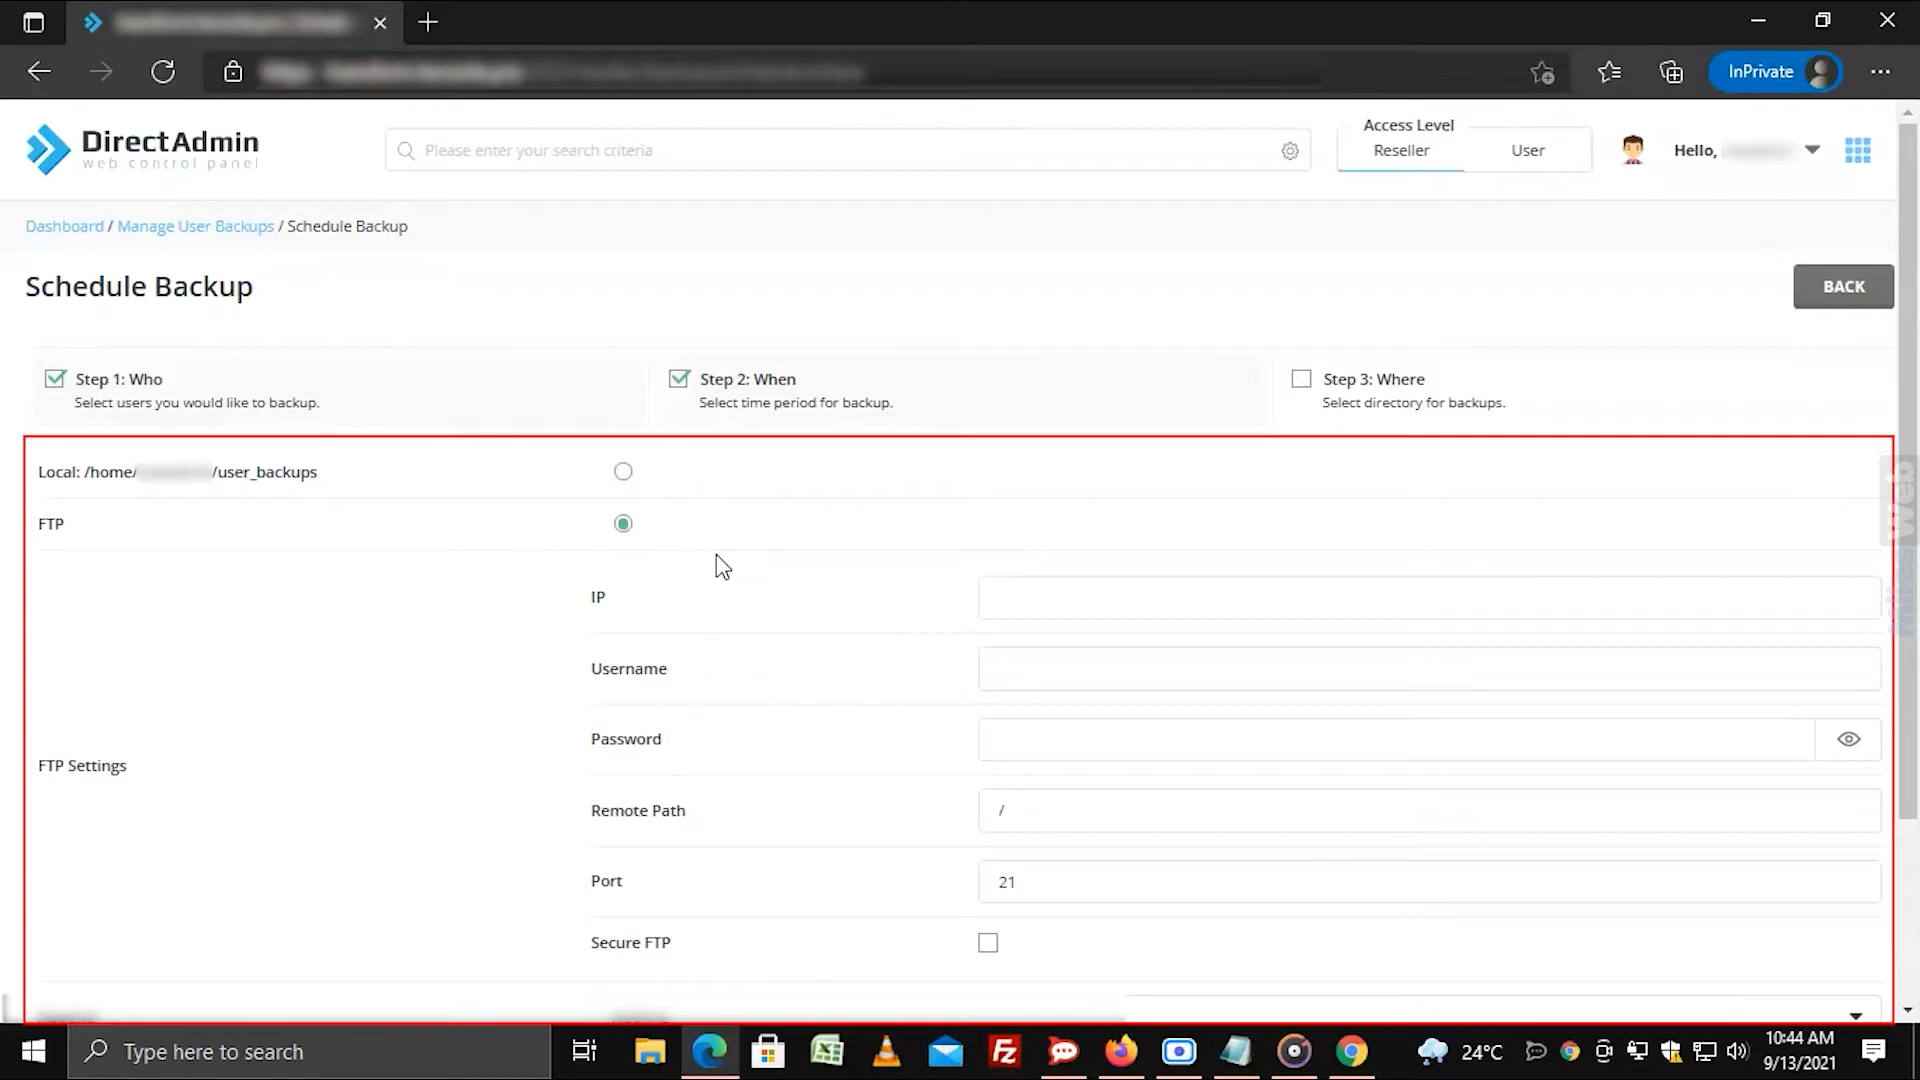 InPrivate
DirectAdmin
web control panel
Please enter your search criteria
Access Level
Reseller User
Hello,
Dashboard / Manage User Backups / Schedule Backup
Schedule Backup
BACK
Step 1: Who
Select users you would like to backup.
Step 2: When
Select time period for backup.
Step 3: Where
Select directory for backups.
Local: /home/ /user_backups
FTP
FTP Settings
IP
Username
Password
Remote Path /
Port 21
Secure FTP
MilesWeb
Type here to search
24°C
10:44 AM
9/13/2021